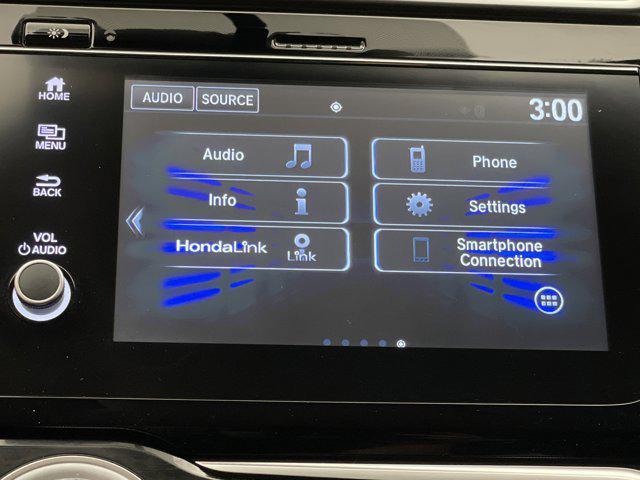 HOME
MENU
BACK
VOL
AUDIO
AUDIO SOURCE
3:00
Audio
Phone
Info
Settings
HondaLink
Link
Smartphone
Connection